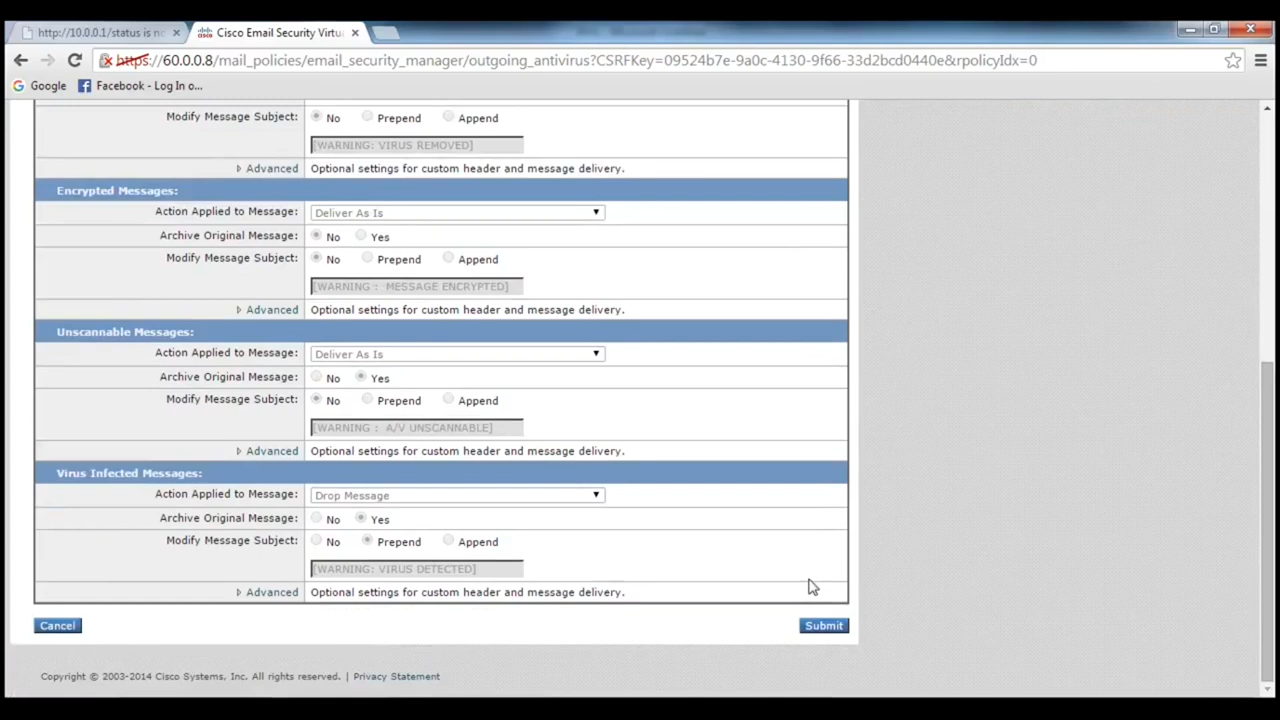 http://10.0.0.1/status is no
Cisco Email Security Virtu
https://60.0.0.8/mail_policies/email_security_manager/outgoing_antivirus?CSRFKey=09524b7e-9a0c-4130-9f66-33d2bcd0440e&rpolicyIdx=0
Google Facebook - Log In o...
Modify Message Subject: No Prepend Append
[WARNING: VIRUS REMOVED]
Advanced Optional settings for custom header and message delivery.
Encrypted Messages:
Action Applied to Message: Deliver As Is
Archive Original Message: No Yes
Modify Message Subject: No Prepend Append
[WARNING : MESSAGE ENCRYPTED]
Advanced Optional settings for custom header and message delivery.
Unscannable Messages:
Action Applied to Message: Deliver As Is
Archive Original Message: No Yes
Modify Message Subject: No Prepend Append
[WARNING : A/V UNSCANNABLE]
Advanced Optional settings for custom header and message delivery.
Virus Infected Messages:
Action Applied to Message: Drop Message
Archive Original Message: No Yes
Modify Message Subject: No Prepend Append
[WARNING: VIRUS DETECTED]
Advanced Optional settings for custom header and message delivery.
Cancel Submit
Copyright © 2003-2014 Cisco Systems, Inc. All rights reserved. | Privacy Statement